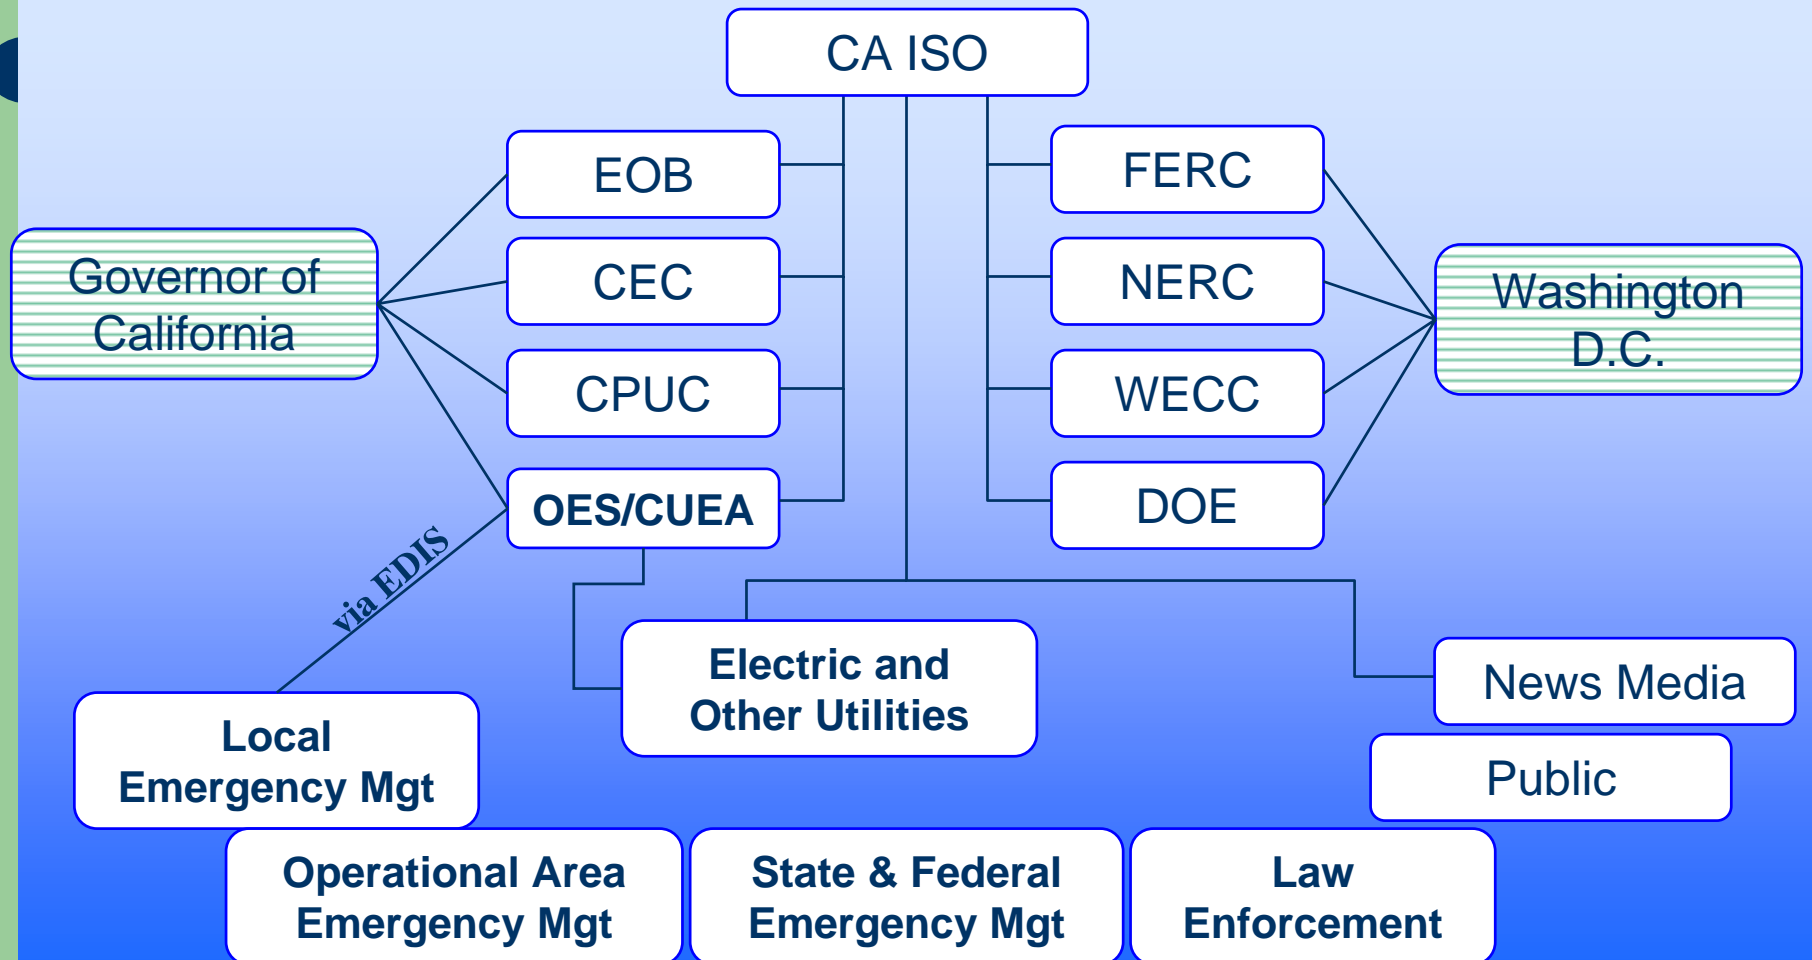 CA ISO
EOB
FERC
CEC
NERC
Governor of
California
Washington
D.C.
CPUC
WECC
OES/CUEA
DOE
via EDIS
Electric and
Other Utilities
News Media
Local
Emergency Mgt
Public
Operational Area
Emergency Mgt
State & Federal
Emergency Mgt
Law
Enforcement